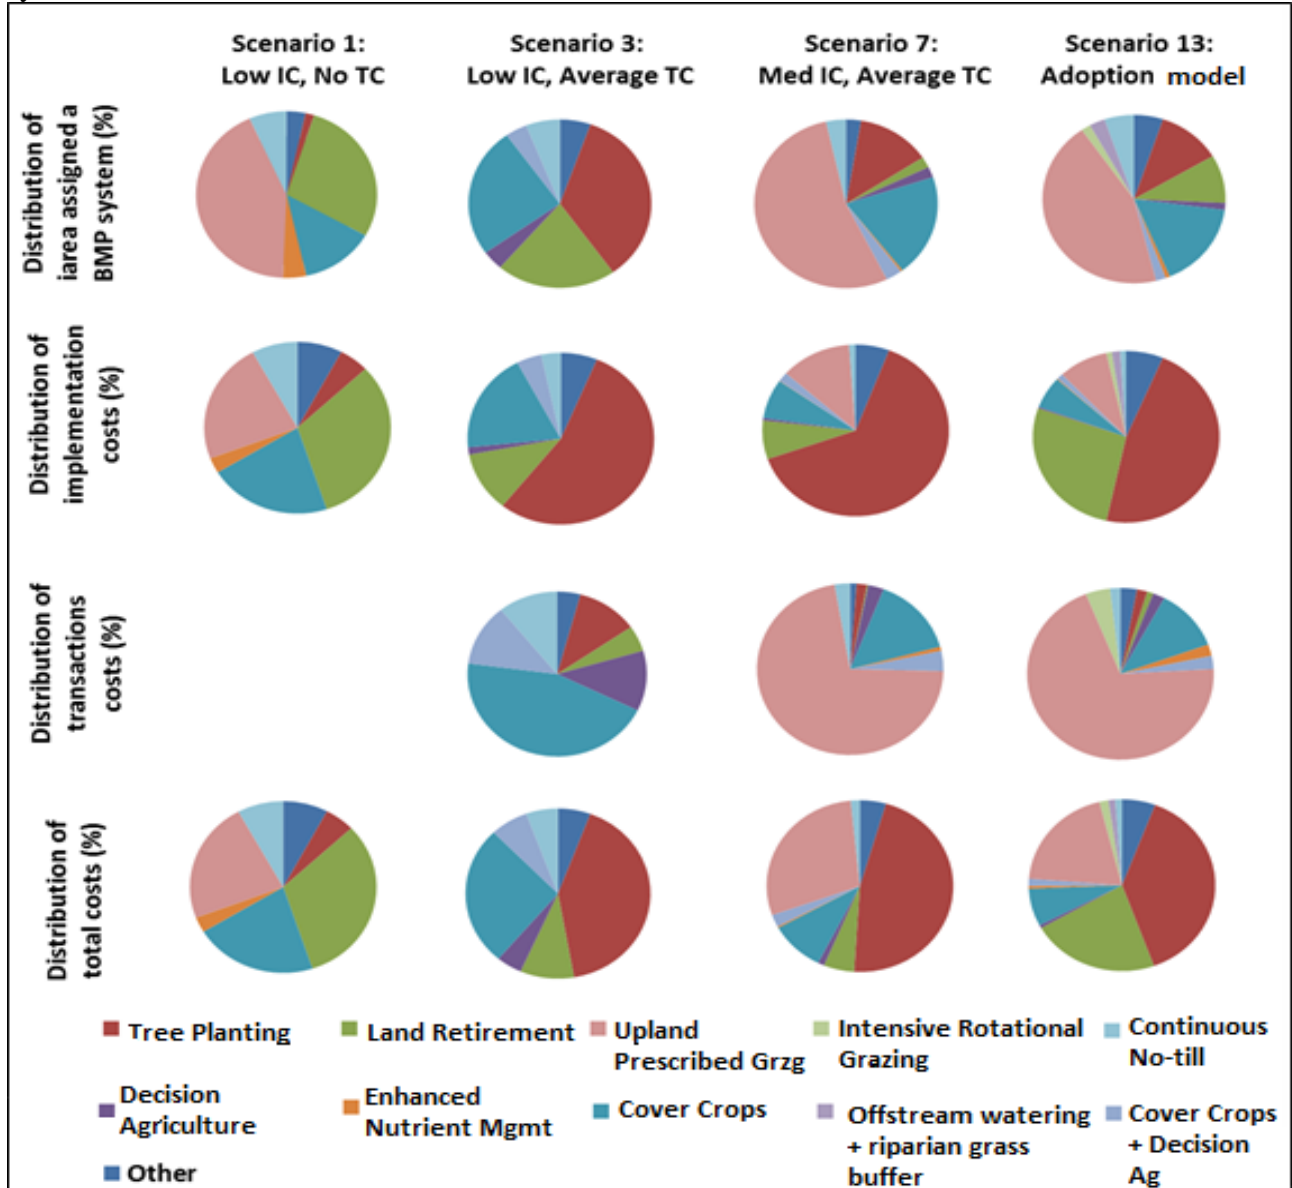 Scenario 1:
Low IC, No TC
Scenario 3:
Low IC, Average TC
Scenario 7:
Med IC, Average TC
Scenario 13:
Adoption model
Distribution of
iarea assigned a
BMP system (%)
Distribution of
implementation
costs (%)
Distribution of
transactions
costs (%)
Distribution of
total costs (%)
Tree Planting
Land Retirement
Upland
Prescribed Grzg
Intensive Rotational
Grazing
Continuous
No-till
Decision
Agriculture
Enhanced
Nutrient Mgmt
Cover Crops
Offstream watering
+ riparian grass
buffer
Cover Crops
+ Decision
Ag
Other